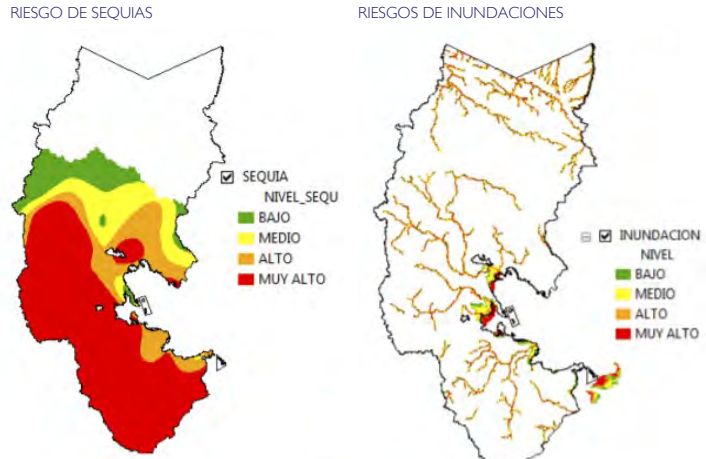 RIESGO DE SEQUIAS
SEQUIA
NIVEL_SEQU
BAJO
MEDIO
ALTO
MUY ALTO
RIESGOS DE INUNDACIONES
INUNDACION
NIVEL
BAJO
MEDIO
ALTO
MUY ALTO